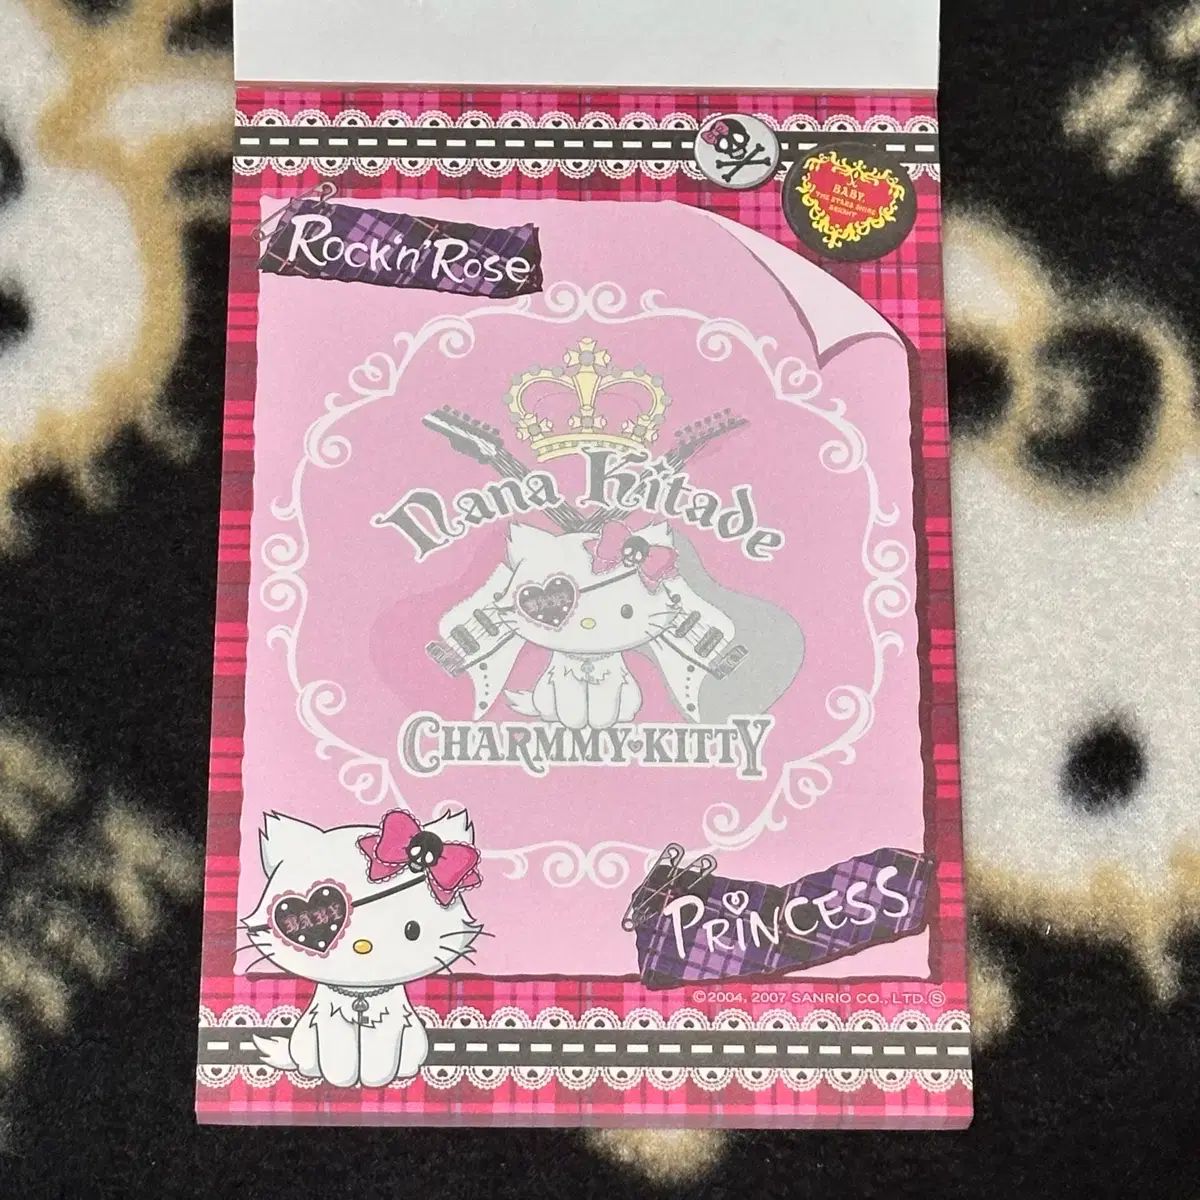 BABY,
THE STARS SHINE
BRIGHT
Rock'n'Rose
Nana Kitade
BABY
CHARMMY KITTY
BABY
PRINCESS
©2004, 2007 SANRIO CO., LTD. Ⓢ